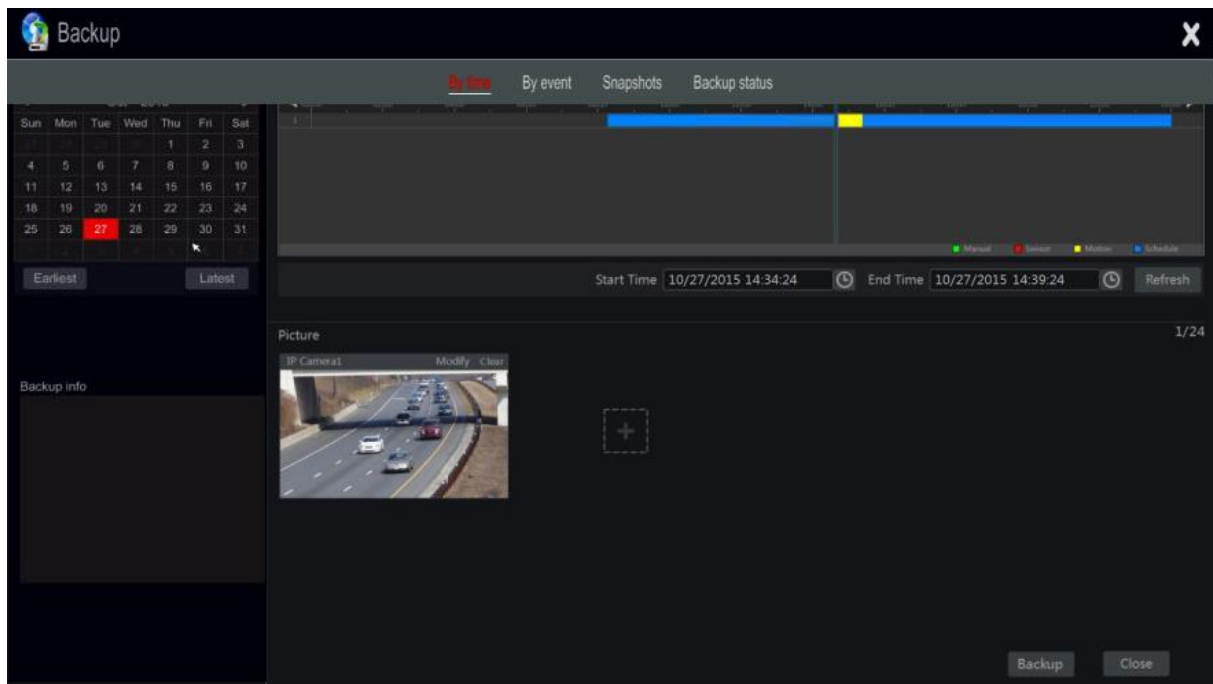 Backup
X
By time By event Snapshots Backup status
Sun Mon Tue Wed Thu Fri Sat
1 2 3
4 5 6 7 8 9 10
11 12 13 14 15 16 17
18 19 20 21 22 23 24
25 26 27 28 29 30 31
Earliest Latest
1
Manual Sensor Motion Schedule
Start Time 10/27/2015 14:34:24 End Time 10/27/2015 14:39:24 Refresh
Picture 1/24
IP Camera1 Modify Clear
+
Backup info
Backup Close